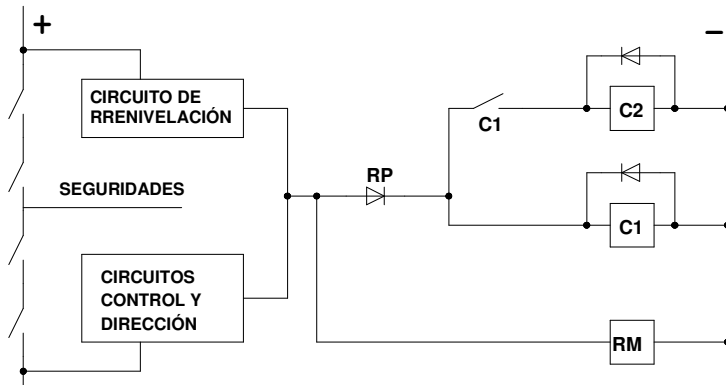 +
−
CIRCUITO DE
RRENIVELACIÓN
C2
C1
RP
SEGURIDADES
C1
CIRCUITOS
CONTROL Y
DIRECCIÓN
RM